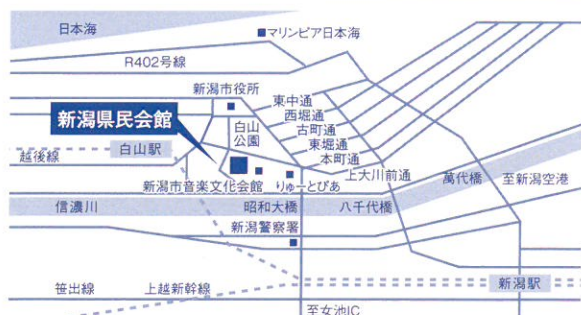 日本海
マリンピア日本海
R402号線
新潟市役所
東中通
西堀通
古町通
東堀通
本町通
上大川前通
新潟県民会館
白山
公園
白山駅
越後線
新潟市音楽文化会館
りゅーとぴあ
萬代橋
至新潟空港
信濃川
昭和大橋
八千代橋
新潟警察署
新潟駅
笹出線
上越新幹線
至女池IC